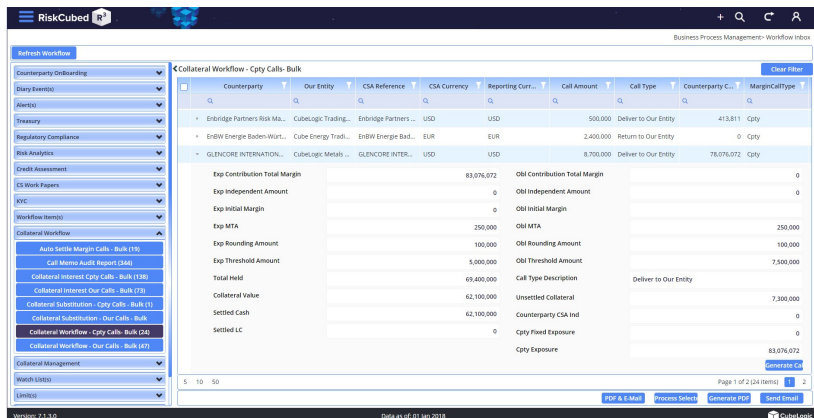 RiskCubed R³
Business Process Management> Workflow Inbox
Refresh Workflow
Counterparty OnBoarding
Diary Event(s)
Alert(s)
Treasury
Regulatory Compliance
Risk Analytics
Credit Assessment
CS Work Papers
KYC
Workflow Item(s)
Collateral Workflow
Auto Settle Margin Calls - Bulk (19)
Call Memo Audit Report (344)
Collateral Interest Cpty Calls - Bulk (138)
Collateral Interest Our Calls - Bulk (73)
Collateral Substitution - Cpty Calls - Bulk (1)
Collateral Substitution - Our Calls - Bulk
Collateral Workflow - Cpty Calls- Bulk (24)
Collateral Workflow - Our Calls - Bulk (47)
Collateral Management
Watch List(s)
Limit(s)
Collateral Workflow - Cpty Calls- Bulk
Clear Filter
Counterparty Our Entity CSA Reference CSA Currency Reporting Curr... Call Amount Call Type Counterparty C... MarginCallType
Enbridge Partners Risk Ma... CubeLogic Trading... Enbridge Partners ... USD USD 500,000 Deliver to Our Entity 413,811 Cpty
EnBW Energie Baden-Würt... Cube Energy Tradi... EnBW Energie Bad... EUR EUR 2,400,000 Return to Our Entity 0 Cpty
GLENCORE INTERNATION... CubeLogic Metals ... GLENCORE INTER... USD USD 8,700,000 Deliver to Our Entity 78,076,072 Cpty
Exp Contribution Total Margin 83,076,072 Obl Contribution Total Margin 0
Exp Independent Amount 0 Obl Independent Amount 0
Exp Initial Margin 0 Obl Initial Margin
Exp MTA 250,000 Obl MTA 250,000
Exp Rounding Amount 100,000 Obl Rounding Amount 100,000
Exp Threshold Amount 5,000,000 Obl Threshold Amount 7,500,000
Total Held 69,400,000 Call Type Description Deliver to Our Entity
Collateral Value 62,100,000 Unsettled Collateral 7,300,000
Settled Cash 62,100,000 Counterparty CSA Ind 0
Settled LC 0 Cpty Fixed Exposure 0
Cpty Exposure 83,076,072
Generate Cal
5 10 50 Page 1 of 2 (24 items) 1 2
PDF & E-Mail Process Selecte Generate PDF Send Email
Version: 7.1.3.0 Data as of: 01 Jan 2018 CubeLogic